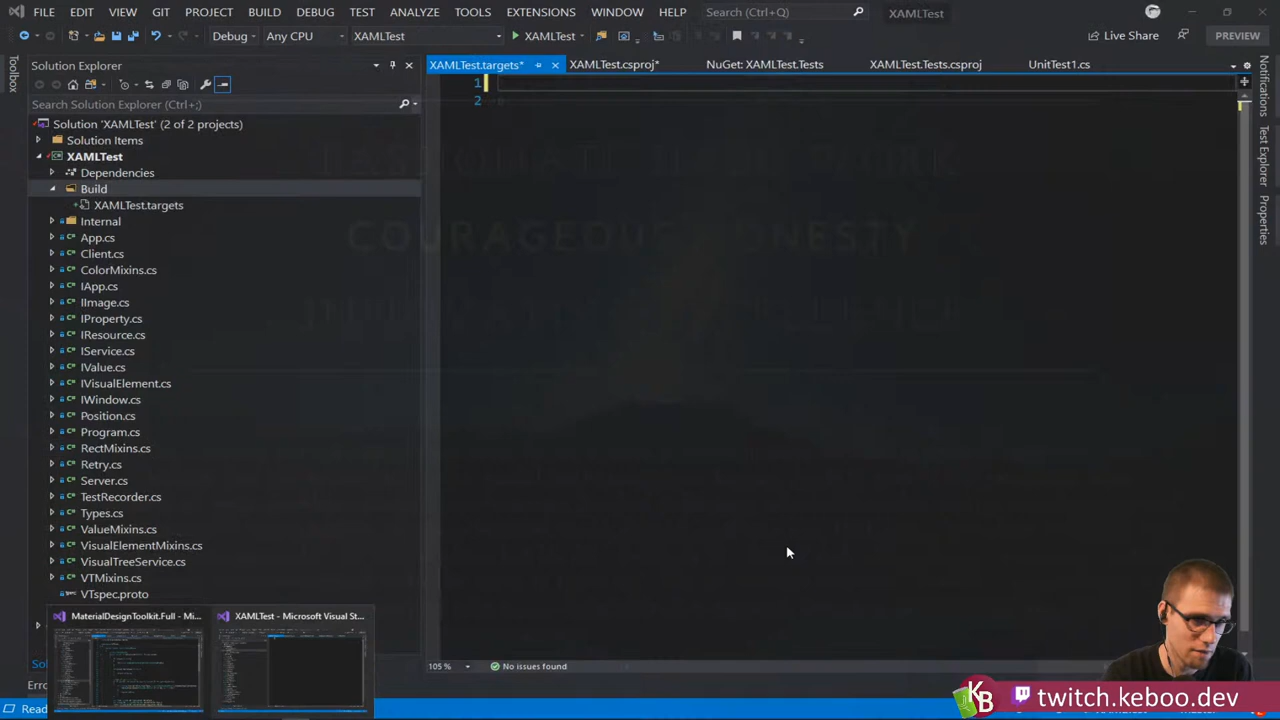 FILE EDIT VIEW GIT PROJECT BUILD DEBUG TEST ANALYZE TOOLS EXTENSIONS WINDOW HELP Search (Ctrl+Q) XAMLTest
Debug Any CPU XAMLTest XAMLTest Live Share PREVIEW
Toolbox
Solution Explorer
Search Solution Explorer (Ctrl+;)
Solution 'XAMLTest' (2 of 2 projects)
Solution Items
XAMLTest
Dependencies
Build
XAMLTest.targets
Internal
App.cs
Client.cs
ColorMixins.cs
IApp.cs
IImage.cs
IProperty.cs
IResource.cs
IService.cs
IValue.cs
IVisualElement.cs
IWindow.cs
Position.cs
Program.cs
RectMixins.cs
Retry.cs
Server.cs
TestRecorder.cs
Types.cs
ValueMixins.cs
VisualElementMixins.cs
VisualTreeService.cs
VTMixins.cs
VTspec.proto
XAMLTest.targets* XAMLTest.csproj* NuGet: XAMLTest.Tests XAMLTest.Tests.csproj UnitTest1.cs
1
2
COURAGEOUS HONESTY
Notifications
Test Explorer
Properties
MaterialDesignToolkit.Full - Mi...
XAMLTest - Microsoft Visual St...
105 % No issues found
Ready
twitch.keboo.dev